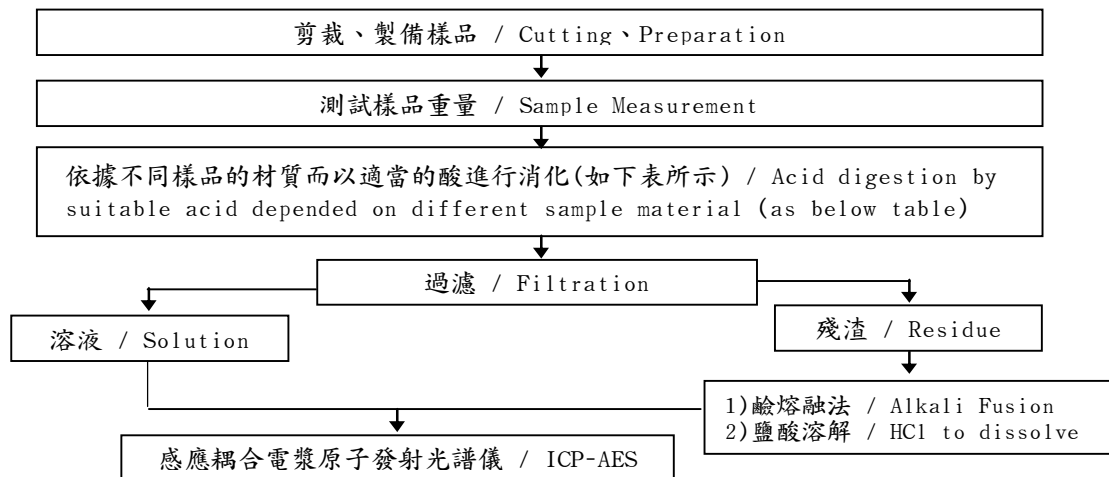 剪裁、製備樣品 / Cutting、Preparation
測試樣品重量 / Sample Measurement
依據不同樣品的材質而以適當的酸進行消化(如下表所示) / Acid digestion by
suitable acid depended on different sample material (as below table)
過濾 / Filtration
溶液 / Solution
殘渣 / Residue
1)鹼熔融法 / Alkali Fusion
2)鹽酸溶解 / HCl to dissolve
感應耦合電漿原子發射光譜儀 / ICP-AES